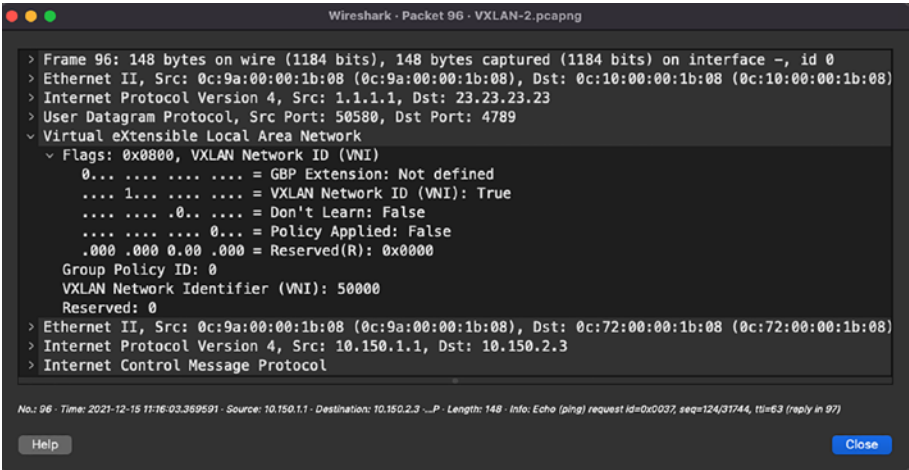 Wireshark · Packet 96 · VXLAN-2.pcapng
> Frame 96: 148 bytes on wire (1184 bits), 148 bytes captured (1184 bits) on interface -, id 0
> Ethernet II, Src: 0c:9a:00:00:1b:08 (0c:9a:00:00:1b:08), Dst: 0c:10:00:00:1b:08 (0c:10:00:00:1b:08)
> Internet Protocol Version 4, Src: 1.1.1.1, Dst: 23.23.23.23
> User Datagram Protocol, Src Port: 50580, Dst Port: 4789
Virtual eXtensible Local Area Network
Flags: 0x0800, VXLAN Network ID (VNI)
0... .... .... .... = GBP Extension: Not defined
.... 1... .... .... = VXLAN Network ID (VNI): True
.... .... .0.. .... = Don't Learn: False
.... .... .... 0... = Policy Applied: False
.000 .000 0.00 .000 = Reserved(R): 0x0000
Group Policy ID: 0
VXLAN Network Identifier (VNI): 50000
Reserved: 0
> Ethernet II, Src: 0c:9a:00:00:1b:08 (0c:9a:00:00:1b:08), Dst: 0c:72:00:00:1b:08 (0c:72:00:00:1b:08)
> Internet Protocol Version 4, Src: 10.150.1.1, Dst: 10.150.2.3
> Internet Control Message Protocol
No.: 96 · Time: 2021-12-15 11:16:03.369591 · Source: 10.150.1.1 · Destination: 10.150.2.3 ·...P · Length: 148 · Info: Echo (ping) request id=0x0037, seq=124/31744, ttl=63 (reply in 97)
Help
Close